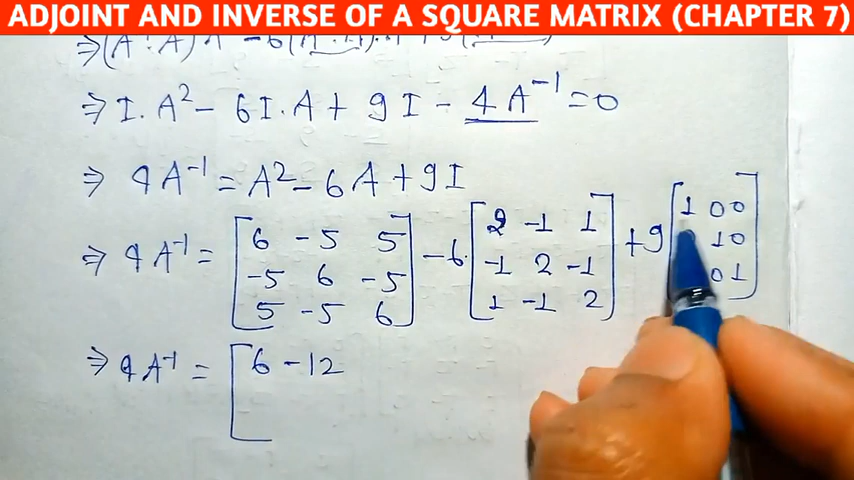 ADJOINT AND INVERSE OF A SQUARE MATRIX (CHAPTER 7)
⇒ I. A² - 6I.A + 9I - 4A⁻¹ = 0
⇒ 4A⁻¹ = A² - 6A + 9I
⇒ 4A⁻¹ = [6 -5 5 -5 6 -5 5 -5 6] - 6. [2 -1 1 -1 2 -1 1 -1 2] + 9 [1 0 0 1 0 0 1]
⇒ 4A⁻¹ = [6 - 12